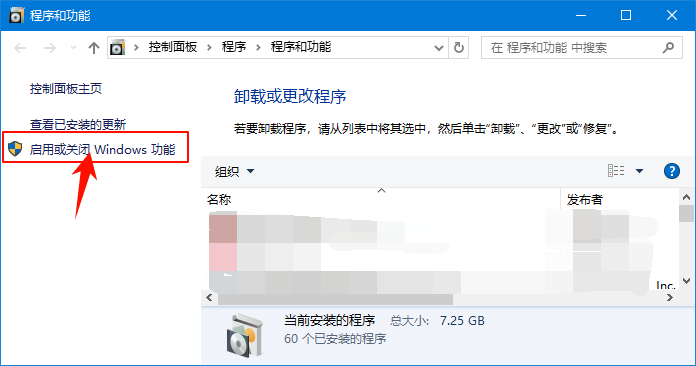 程序和功能
控制面板 程序 程序和功能
在 程序和功能 中搜索
控制面板主页
查看已安装的更新
启用或关闭 Windows 功能
卸载或更改程序
若要卸载程序，请从列表中将其选中，然后单击“卸载”、“更改”或“修复”。
组织
名称 发布者
Inc.
当前安装的程序 总大小: 7.25 GB
60 个已安装的程序